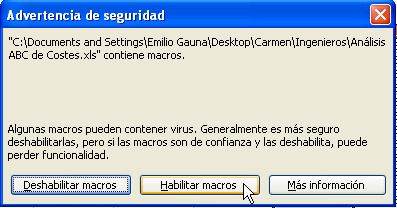 Advertencia de seguridad
"C:\Documents and Settings\Emilio Gauna\Desktop\Carmen\Ingenieros\Análisis
ABC de Costes.xls" contiene macros.
Algunas macros pueden contener virus. Generalmente es más seguro
deshabilitarlas, pero si las macros son de confianza y las deshabilita, puede
perder funcionalidad.
Deshabilitar macros
Habilitar macros
Más información